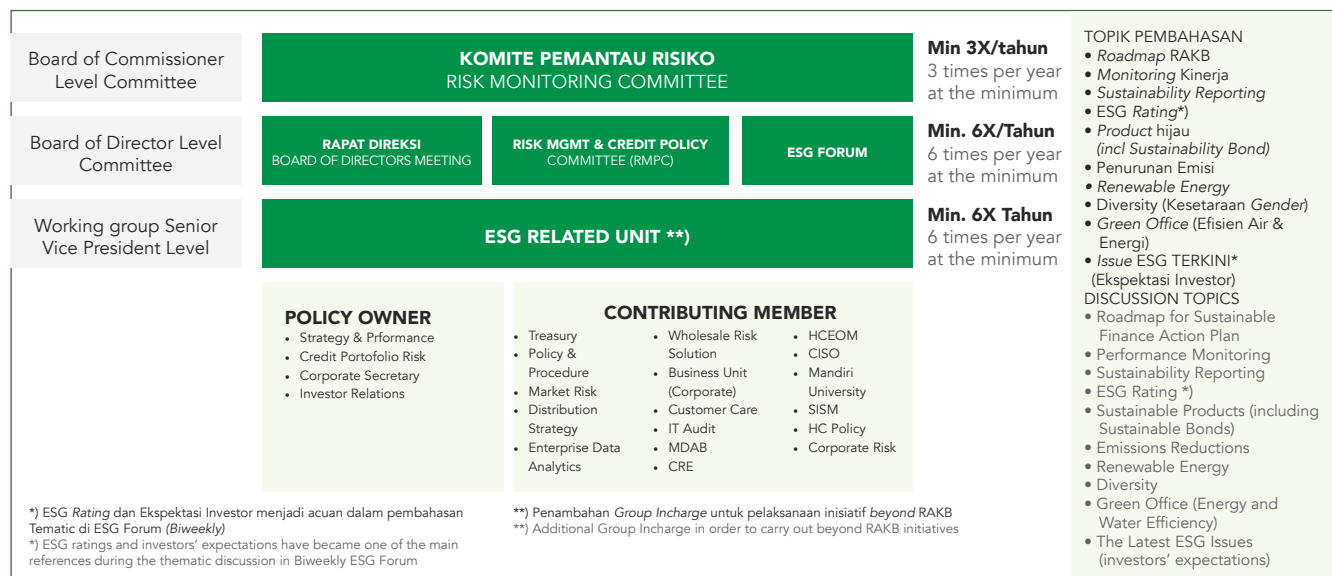 Board of Commissioner
Level Committee
KOMITE PEMANTAU RISIKO
RISK MONITORING COMMITTEE
Min 3X/tahun
3 times per year
at the minimum
Board of Director Level
Committee
RAPAT DIREKSI
BOARD OF DIRECTORS MEETING
RISK MGMT & CREDIT POLICY
COMMITTEE (RMPC)
ESG FORUM
Min. 6X/Tahun
6 times per year
at the minimum
Working group Senior
Vice President Level
ESG RELATED UNIT **)
Min. 6X Tahun
6 times per year
at the minimum
POLICY OWNER
• Strategy & Prformance
• Credit Portofolio Risk
• Corporate Secretary
• Investor Relations
CONTRIBUTING MEMBER
• Treasury
• Policy &
Procedure
• Market Risk
• Distribution
Strategy
• Enterprise Data
Analytics
• Wholesale Risk
Solution
• Business Unit
(Corporate)
• Customer Care
• IT Audit
• MDAB
• CRE
• HCEOM
• CISO
• Mandiri
University
• SISM
• HC Policy
• Corporate Risk
*) ESG Rating dan Ekspektasi Investor menjadi acuan dalam pembahasan
Tematic di ESG Forum (Biweekly)
*) ESG ratings and investors' expectations have became one of the main
references during the thematic discussion in Biweekly ESG Forum
**) Penambahan Group Incharge untuk pelaksanaan inisiatif beyond RAKB
**) Additional Group Incharge in order to carry out beyond RAKB initiatives
TOPIK PEMBAHASAN
• Roadmap RAKB
• Monitoring Kinerja
• Sustainability Reporting
• ESG Rating*)
• Product hijau
(incl Sustainability Bond)
• Penurunan Emisi
• Renewable Energy
• Diversity (Kesetaraan Gender)
• Green Office (Efisien Air &
Energi)
• Issue ESG TERKINI*
(Ekspektasi Investor)
DISCUSSION TOPICS
• Roadmap for Sustainable
Finance Action Plan
• Performance Monitoring
• Sustainability Reporting
• ESG Rating *)
• Sustainable Products (including
Sustainable Bonds)
• Emissions Reductions
• Renewable Energy
• Diversity
• Green Office (Energy and
Water Efficiency)
• The Latest ESG Issues
(investors' expectations)